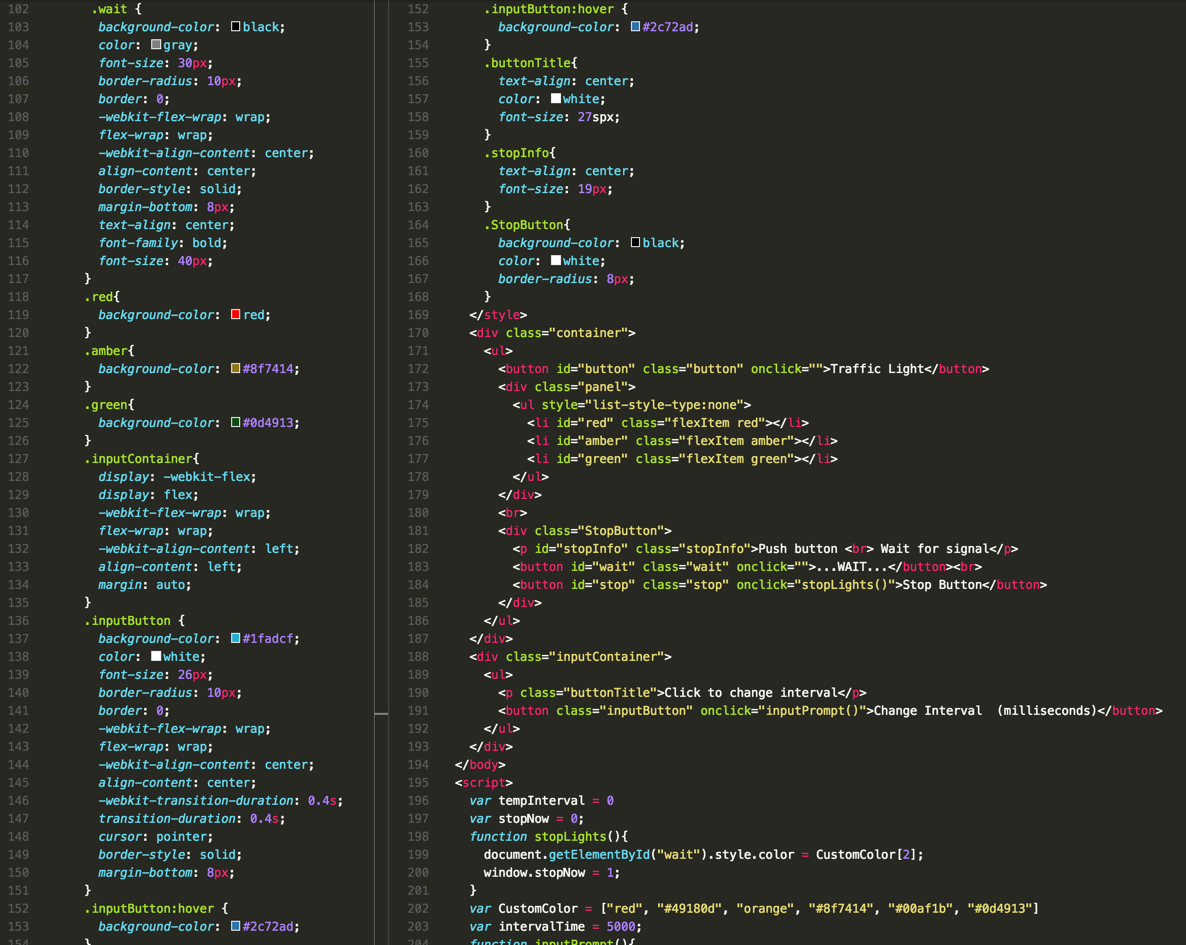 102 .wait {
103 background-color: black;
104 color: gray;
105 font-size: 30px;
106 border-radius: 10px;
107 border: 0;
108 -webkit-flex-wrap: wrap;
109 flex-wrap: wrap;
110 -webkit-align-content: center;
111 align-content: center;
112 border-style: solid;
113 margin-bottom: 8px;
114 text-align: center;
115 font-family: bold;
116 font-size: 40px;
117 }
118 .red{
119 background-color: red;
120 }
121 .amber{
122 background-color: #8f7414;
123 }
124 .green{
125 background-color: #0d4913;
126 }
127 .inputContainer{
128 display: -webkit-flex;
129 display: flex;
130 -webkit-flex-wrap: wrap;
131 flex-wrap: wrap;
132 -webkit-align-content: left;
133 align-content: left;
134 margin: auto;
135 }
136 .inputButton {
137 background-color: #1fadcf;
138 color: white;
139 font-size: 26px;
140 border-radius: 10px;
141 border: 0;
142 -webkit-flex-wrap: wrap;
143 flex-wrap: wrap;
144 -webkit-align-content: center;
145 align-content: center;
146 -webkit-transition-duration: 0.4s;
147 transition-duration: 0.4s;
148 cursor: pointer;
149 border-style: solid;
150 margin-bottom: 8px;
151 }
152 .inputButton:hover {
153 background-color: #2c72ad;
154 }
152 .inputButton:hover {
153 background-color: #2c72ad;
154 }
155 .buttonTitle{
156 text-align: center;
157 color: white;
158 font-size: 27spx;
159 }
160 .stopInfo{
161 text-align: center;
162 font-size: 19px;
163 }
164 .StopButton{
165 background-color: black;
166 color: white;
167 border-radius: 8px;
168 }
169 </style>
170 <div class="container">
171 <ul>
172 <button id="button" class="button" onclick="">Traffic Light</button>
173 <div class="panel">
174 <ul style="list-style-type:none">
175 <li id="red" class="flexItem red"></li>
176 <li id="amber" class="flexItem amber"></li>
177 <li id="green" class="flexItem green"></li>
178 </ul>
179 </div>
180 <br>
181 <div class="StopButton">
182 <p id="stopInfo" class="stopInfo">Push button <br> Wait for signal</p>
183 <button id="wait" class="wait" onclick="">...WAIT...</button><br>
184 <button id="stop" class="stop" onclick="stopLights()">Stop Button</button>
185 </div>
186 </ul>
187 </div>
188 <div class="inputContainer">
189 <ul>
190 <p class="buttonTitle">Click to change interval</p>
191 <button class="inputButton" onclick="inputPrompt()">Change Interval  (milliseconds)</button>
192 </ul>
193 </div>
194 </body>
195 <script>
196 var tempInterval = 0
197 var stopNow = 0;
198 function stopLights(){
199 document.getElementById("wait").style.color = CustomColor[2];
200 window.stopNow = 1;
201 }
202 var CustomColor = ["red", "#49180d", "orange", "#8f7414", "#00af1b", "#0d4913"]
203 var intervalTime = 5000;
204 function inputPrompt(){